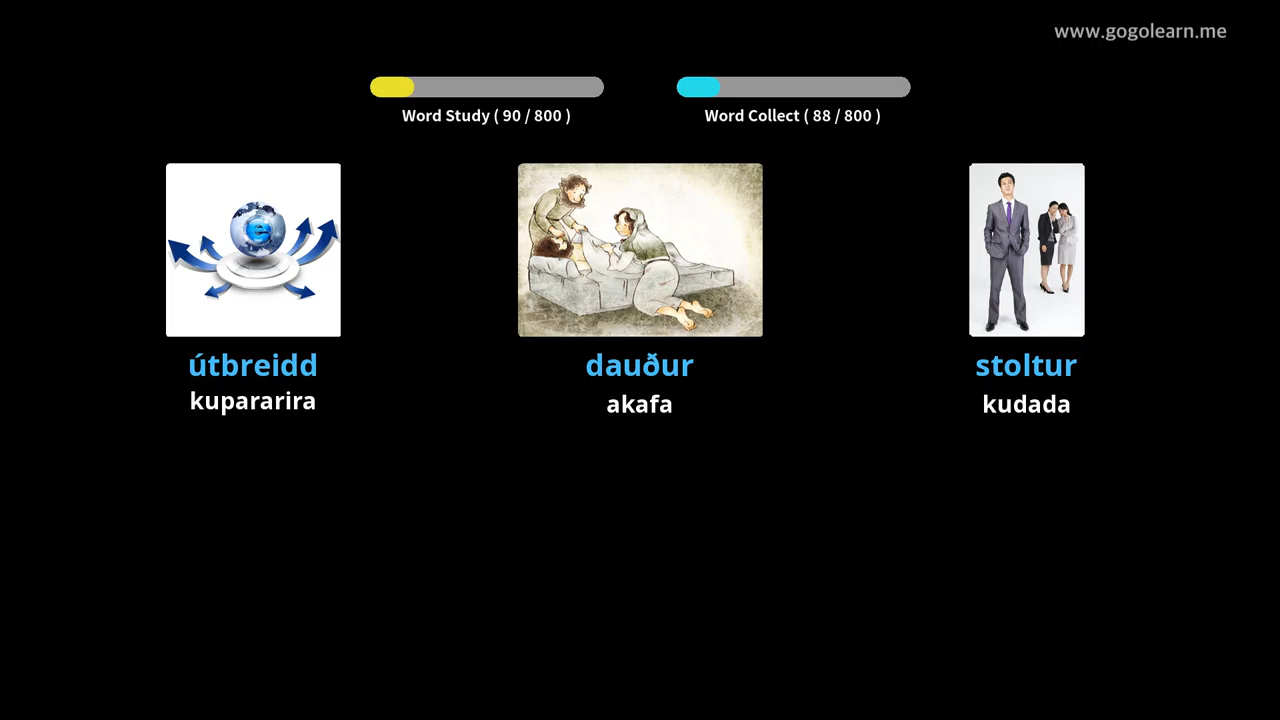 www.gogolearn.me
Word Study ( 90 / 800 )
Word Collect ( 88 / 800 )
e
útbreidd
dauður
stoltur
kupararira
akafa
kudada